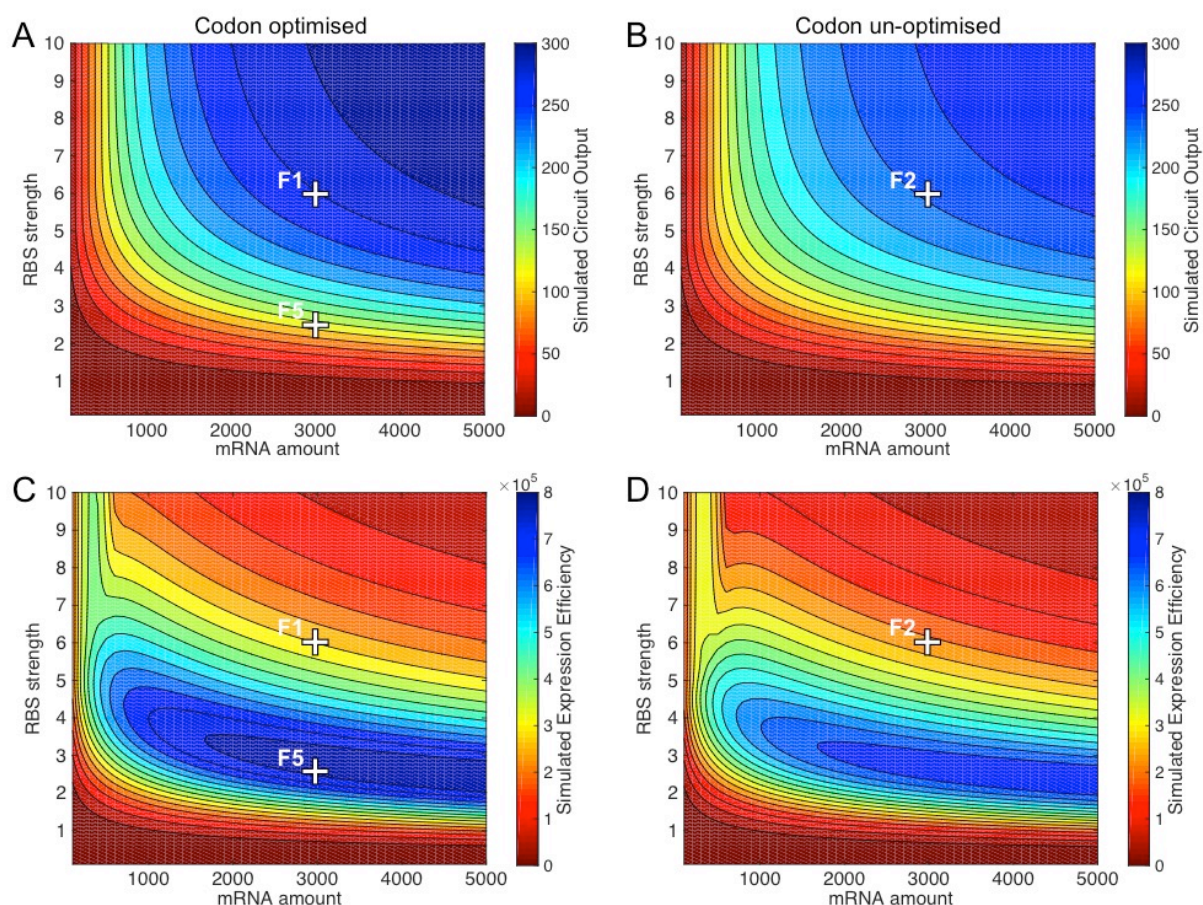 A
Codon optimised
10
9
8
7
6
5
4
3
2
1
RBS strength
F1
F5
1000 2000 3000 4000 5000
mRNA amount
300
250
200
150
100
50
0
Simulated Circuit Output
B
Codon un-optimised
10
9
8
7
6
5
4
3
2
1
RBS strength
F2
1000 2000 3000 4000 5000
mRNA amount
300
250
200
150
100
50
0
Simulated Circuit Output
C
10
9
8
7
6
5
4
3
2
1
RBS strength
F1
F5
1000 2000 3000 4000 5000
mRNA amount
×10⁵
8
7
6
5
4
3
2
1
0
Simulated Expression Efficiency
D
10
9
8
7
6
5
4
3
2
1
RBS strength
F2
1000 2000 3000 4000 5000
mRNA amount
×10⁵
8
7
6
5
4
3
2
1
0
Simulated Expression Efficiency